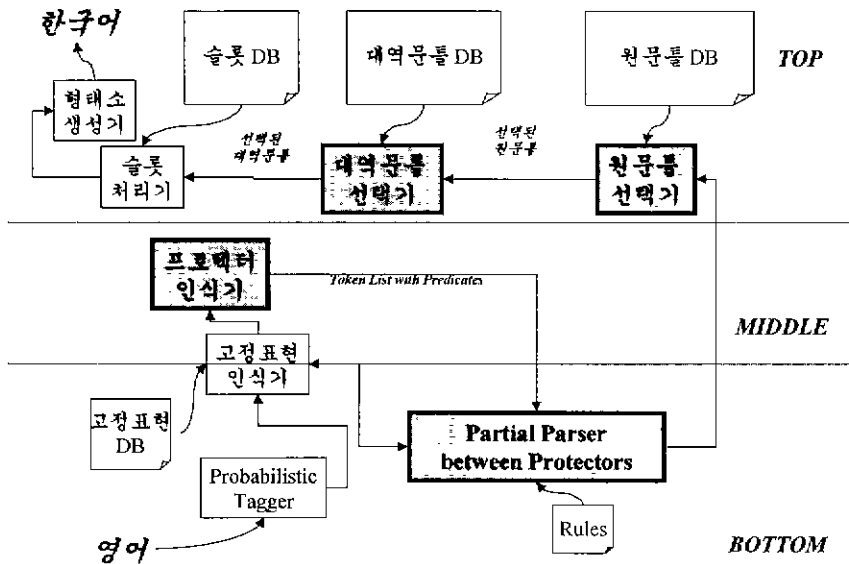 한국어
슬롯 DB
대역문틀 DB
원문틀 DB
TOP
형태소
생성기
선택된
대역문틀
선택된
원문틀
슬롯
처리기
대역문틀
선택기
원문틀
선택기
프로텍터
인식기
Token List with Predicates
MIDDLE
고정표현
인식기
고정표현
DB
Partial Parser
between Protectors
Probabilistic
Tagger
Rules
영어
BOTTOM